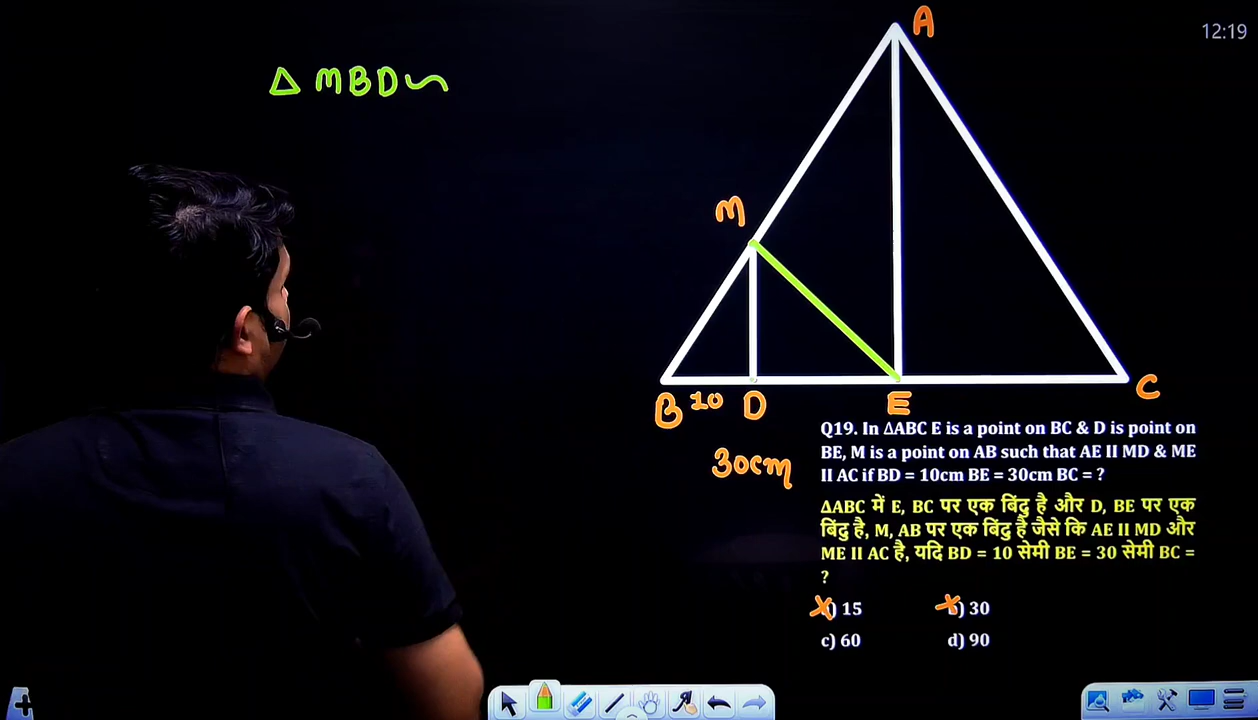 12:19
A
Δ MBD ~
M
B 10 D E C
30cm
Q19. In ΔABC E is a point on BC & D is point on
BE, M is a point on AB such that AE II MD & ME
II AC if BD = 10cm BE = 30cm BC = ?
ΔABC में E, BC पर एक बिंदु है और D, BE पर एक
बिंदु है, M, AB पर एक बिंदु है जैसे कि AE II MD और
ME II AC है, यदि BD = 10 सेमी BE = 30 सेमी BC =
?
) 15 ) 30
c) 60 d) 90